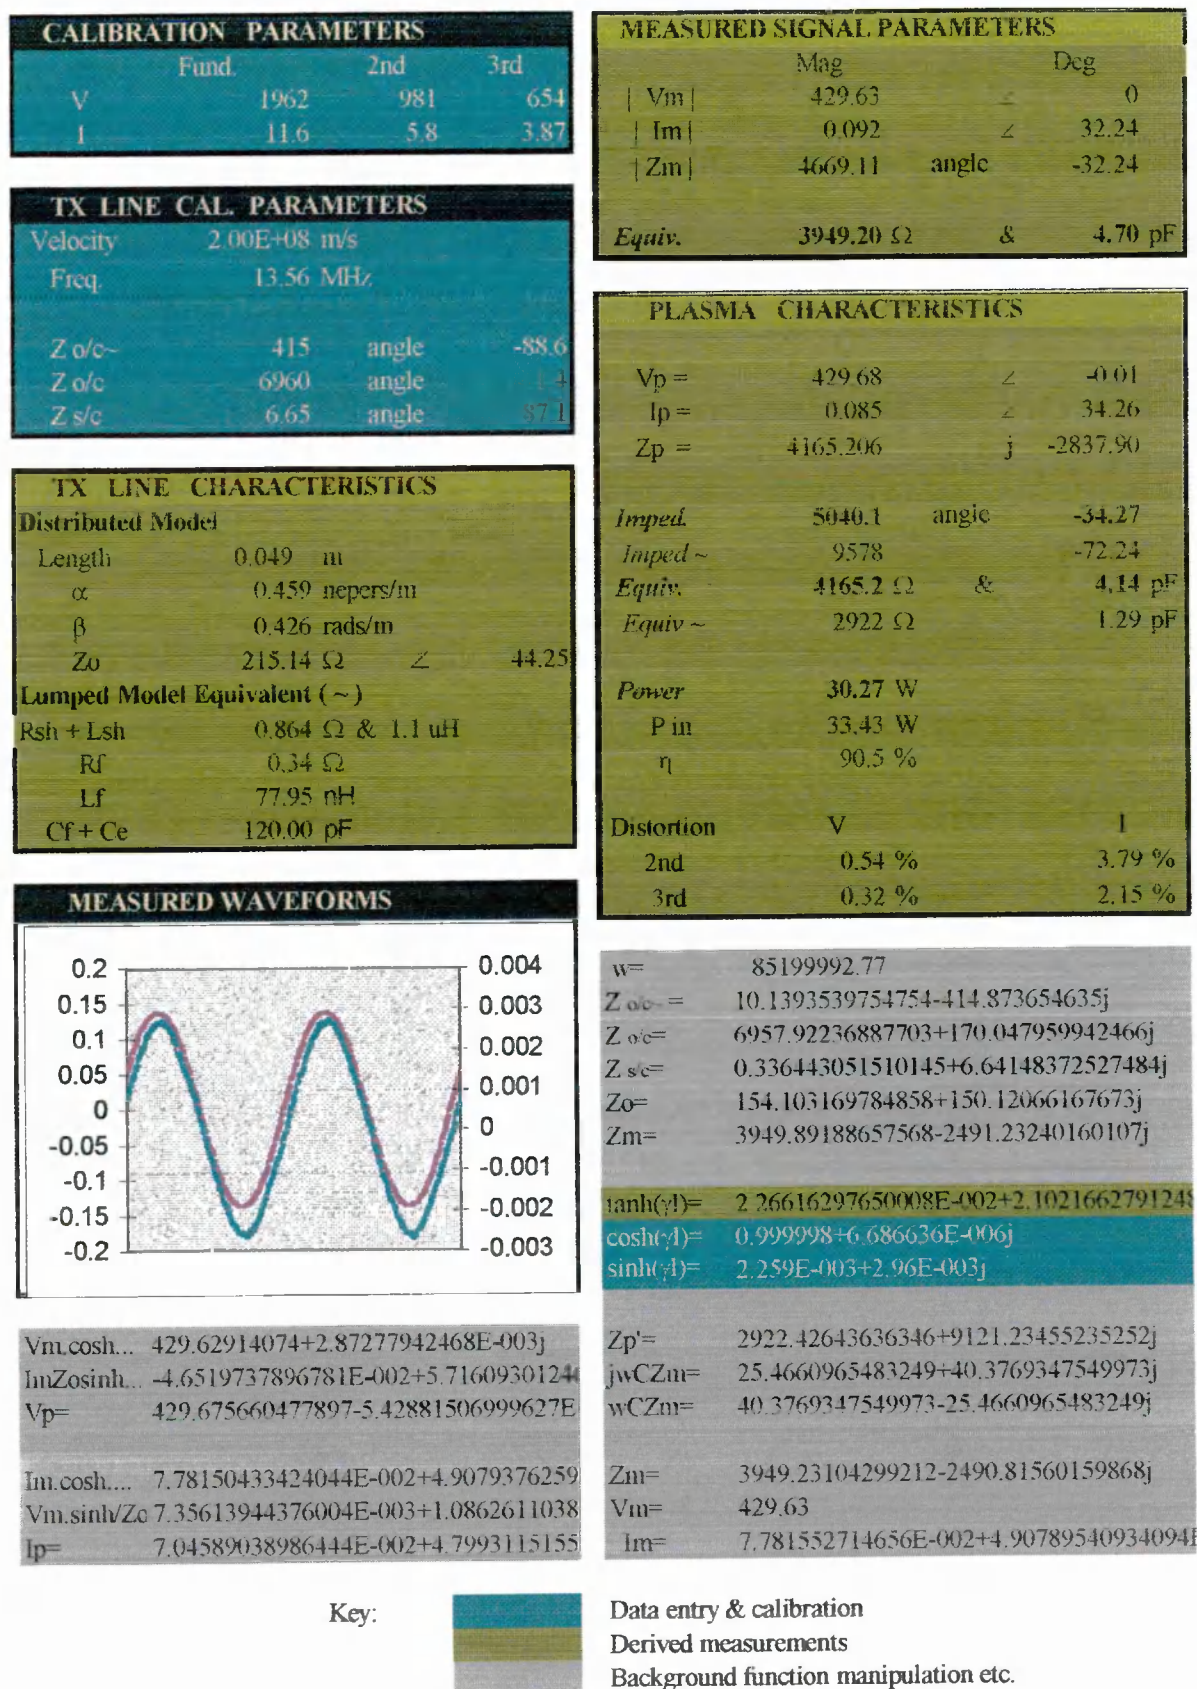 CALIBRATION PARAMETERS
Fund. 2nd 3rd
V 1962 981 654
I 11.6 5.8 3.87
TX LINE CAL. PARAMETERS
Velocity 2.00E+08 m/s
Freq. 13.56 MHz
Z o/c~ 415 angle -88.6
Z o/c 6960 angle 1.4
Z s/c 6.65 angle 87.1
TX LINE CHARACTERISTICS
Distributed Model
Length 0.049 m
α 0.459 nepers/m
β 0.426 rads/m
Zo 215.14 Ω ∠ 44.25
Lumped Model Equivalent ( ~ )
Rsh + Lsh 0.864 Ω & 1.1 uH
Rf 0.34 Ω
Lf 77.95 nH
Cf + Ce 120.00 pF
MEASURED WAVEFORMS
0.2 0.004
0.15 0.003
0.1 0.002
0.05 0.001
0 0
-0.05 -0.001
-0.1 -0.002
-0.15 -0.003
-0.2
Vm.cosh... 429.62914074+2.87277942468E-003j
ImZosinh... -4.6519737896781E-002+5.71609301240
Vp= 429.675660477897-5.42881506999627E
Im.cosh.... 7.78150433424044E-002+4.9079376259
Vm.sinh/Zo 7.35613944376004E-003+1.0862611038
Ip= 7.04589038986444E-002+4.7993115155
MEASURED SIGNAL PARAMETERS
Mag Deg
| Vm | 429.63 ∠ 0
| Im | 0.092 ∠ 32.24
| Zm | 4669.11 angle -32.24
Equiv. 3949.20 Ω & 4.70 pF
PLASMA CHARACTERISTICS
Vp = 429.68 ∠ -0.01
Ip = 0.085 ∠ 34.26
Zp = 4165.206 j -2837.90
Imped. 5040.1 angle -34.27
Imped ~ 9578 -72.24
Equiv. 4165.2 Ω & 4.14 pF
Equiv ~ 2922 Ω 1.29 pF
Power 30.27 W
P in 33.43 W
η 90.5 %
Distortion V I
2nd 0.54 % 3.79 %
3rd 0.32 % 2.15 %
w= 85199992.77
Z o/c~ = 10.1393539754754-414.873654635j
Z o/c= 6957.92236887703+170.047959942466j
Z s/c= 0.336443051510145+6.64148372527484j
Zo= 154.103169784858+150.12066167673j
Zm= 3949.89188657568-2491.23240160107j
tanh(γl)= 2.26616297650008E-002+2.1021662791248
cosh(γl)= 0.999998+6.686636E-006j
sinh(γl)= 2.259E-003+2.96E-003j
Zp'= 2922.42643636346+9121.23455235252j
jwCZm= 25.4660965483249+40.3769347549973j
wCZm= 40.3769347549973-25.4660965483249j
Zm= 3949.23104299212-2490.81560159868j
Vm= 429.63
Im= 7.781552714656E-002+4.907895409340​94E
Key:
Data entry & calibration
Derived measurements
Background function manipulation etc.